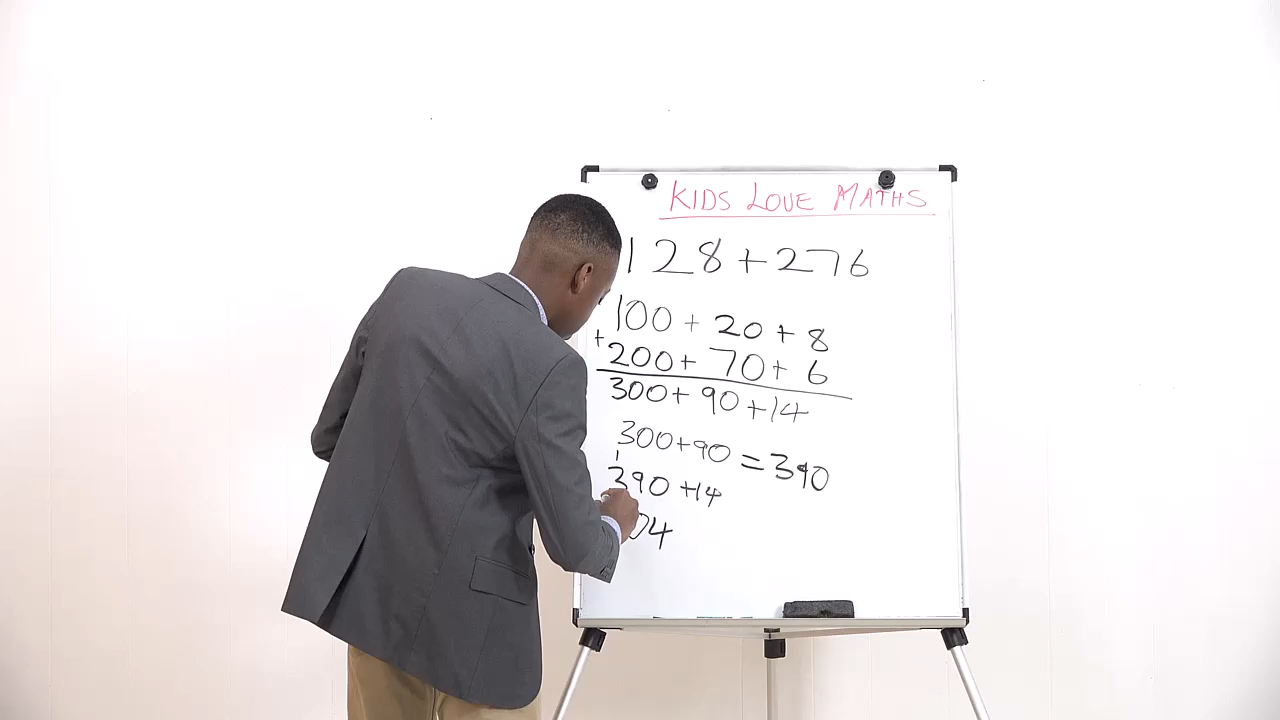 KIDS LOVE MATHS
128+276
100 + 20 + 8
+
200+ 70+ 6
300+ 90 +14
300+90 = 390
1
390 +14
04